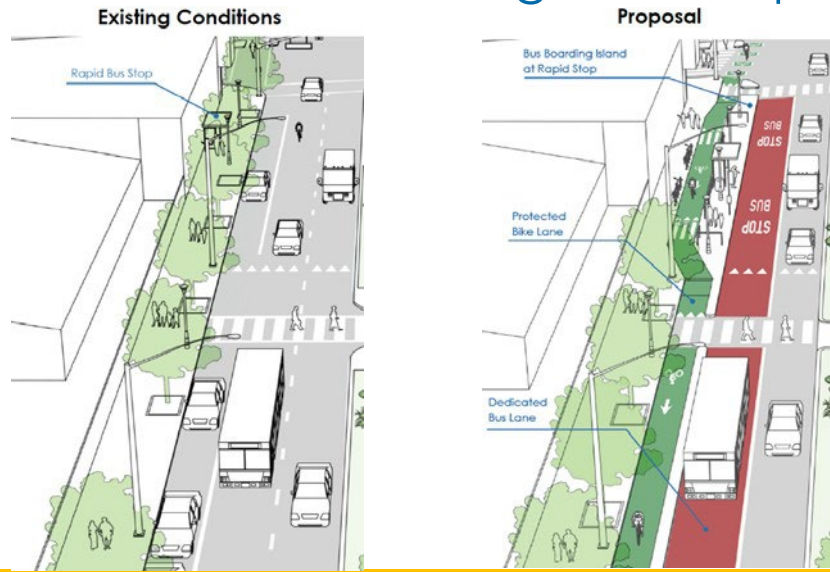 Existing Conditions
Rapid Bus Stop
Proposal
Bus Boarding Island
at Rapid Stop
BUS
STOP
BUS
STOP
Protected
Bike Lane
Dedicated
Bus Lane